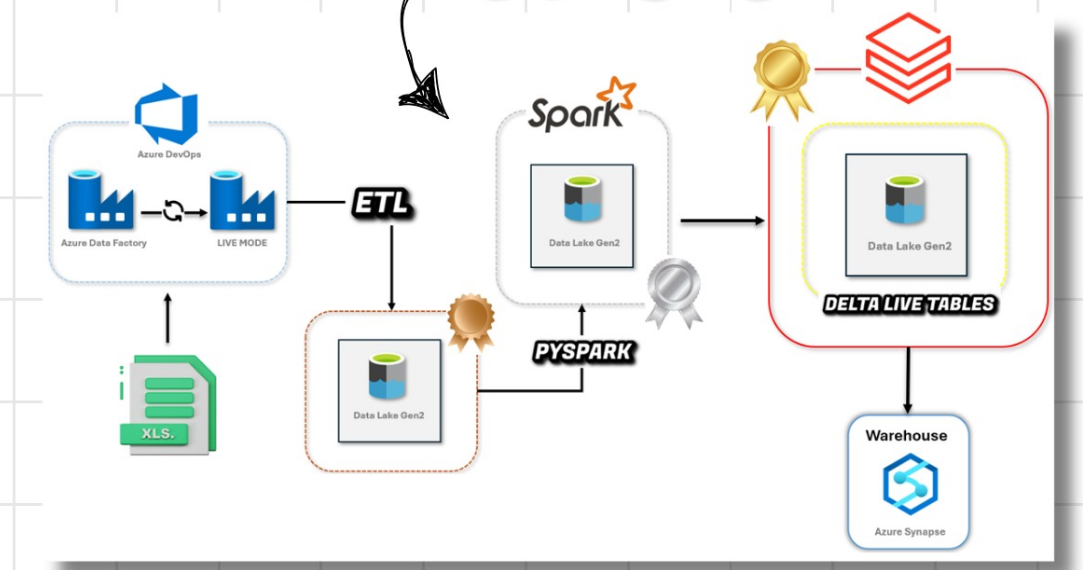 Azure DevOps
Azure Data Factory
LIVE MODE
XLS.
ETL
Data Lake Gen2
PYSPARK
Spark
Data Lake Gen2
Data Lake Gen2
DELTA LIVE TABLES
Warehouse
Azure Synapse